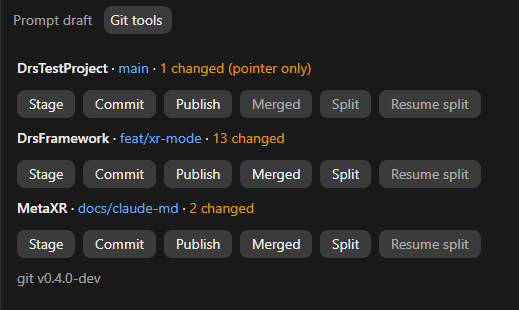 Prompt draft Git tools
DrsTestProject · main · 1 changed (pointer only)
Stage Commit Publish Merged Split Resume split
DrsFramework · feat/xr-mode · 13 changed
Stage Commit Publish Merged Split Resume split
MetaXR · docs/claude-md · 2 changed
Stage Commit Publish Merged Split Resume split
git v0.4.0-dev